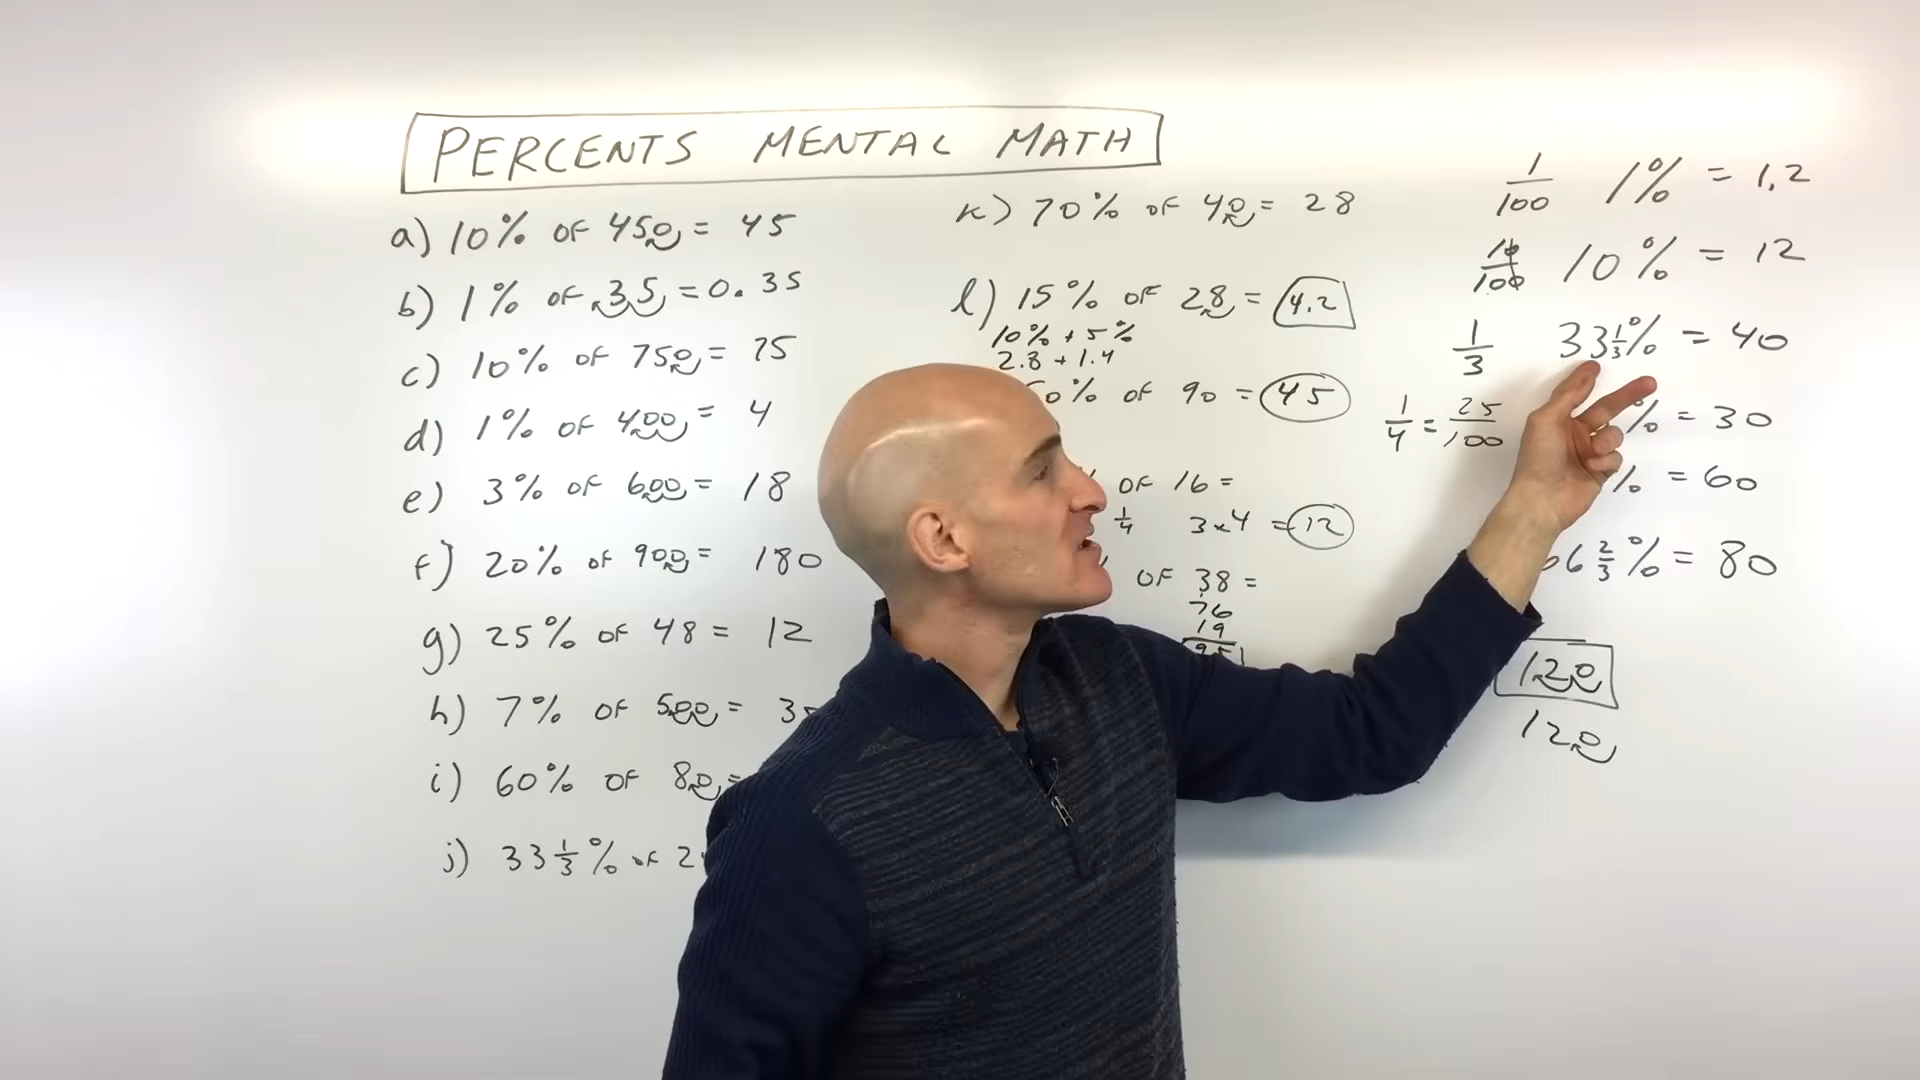 PERCENTS MENTAL MATH
a) 10% OF 450 = 45
b) 1% OF .35 = 0.35
c) 10% OF 750 = 75
d) 1% OF 400 = 4
e) 3% OF 600 = 18
f) 20% OF 900 = 180
g) 25% OF 48 = 12
h) 7% OF 500 = 3
i) 60% OF 80 =
j) 33 1/3 % OF 2
k) 70% OF 40 = 28
l) 15% OF 28 = 4.2
10% + 5%
2.8 + 1.4
0% OF 90 = 45
OF 16 =
1/4 3x4 = 12
OF 38 =
76
19
95
1/100 1% = 1.2
10/100 10% = 12
1/3 33 1/3 % = 40
1/4 = 25/100 % = 30
% = 60
6 2/3 % = 80
120
120